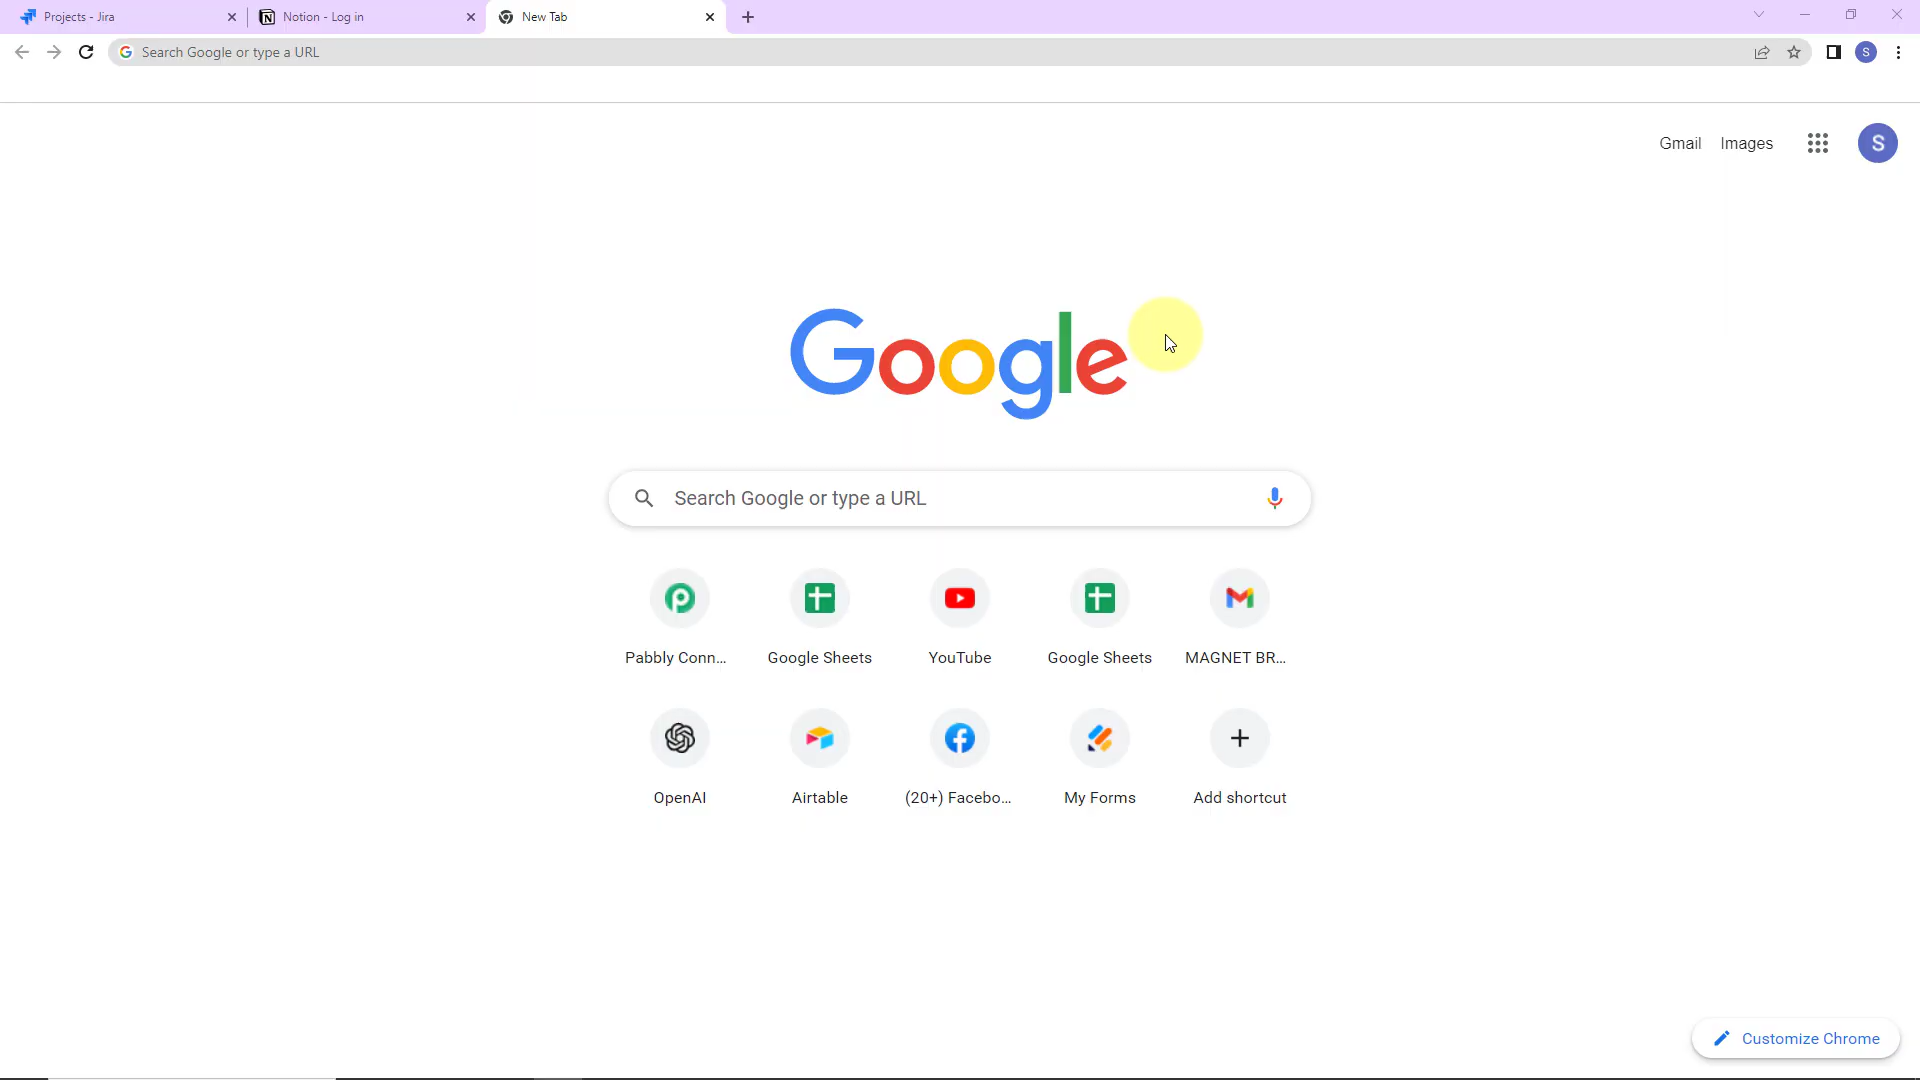 Projects - Jira
Notion - Log in
New Tab
Search Google or type a URL
S
Gmail
Images
S
Google
Search Google or type a URL
Pabbly Conn...
Google Sheets
YouTube
Google Sheets
MAGNET BR...
OpenAI
Airtable
(20+) Facebo...
My Forms
Add shortcut
Customize Chrome